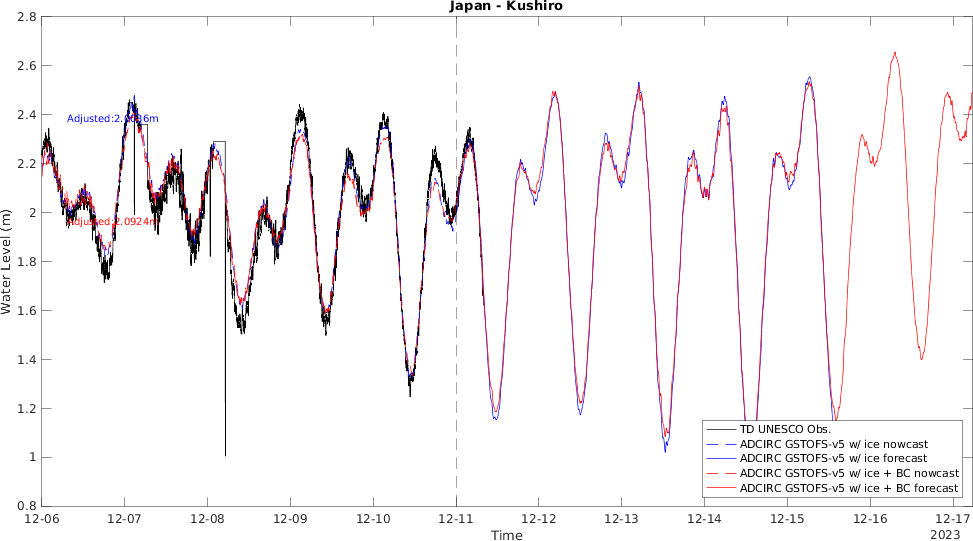 Japan - Kushiro
2.8
2.6
2.4
2.2
2
1.8
1.6
1.4
1.2
1
0.8
Water Level (m)
Adjusted:2.0
Adjusted:2.0924m
TD UNESCO Obs.
ADCIRC GSTOFS-v5 w/ ice nowcast
ADCIRC GSTOFS-v5 w/ ice forecast
ADCIRC GSTOFS-v5 w/ ice + BC nowcast
ADCIRC GSTOFS-v5 w/ ice + BC forecast
12-06 12-07 12-08 12-09 12-10 12-11 12-12 12-13 12-14 12-15 12-16 12-17
Time
2023